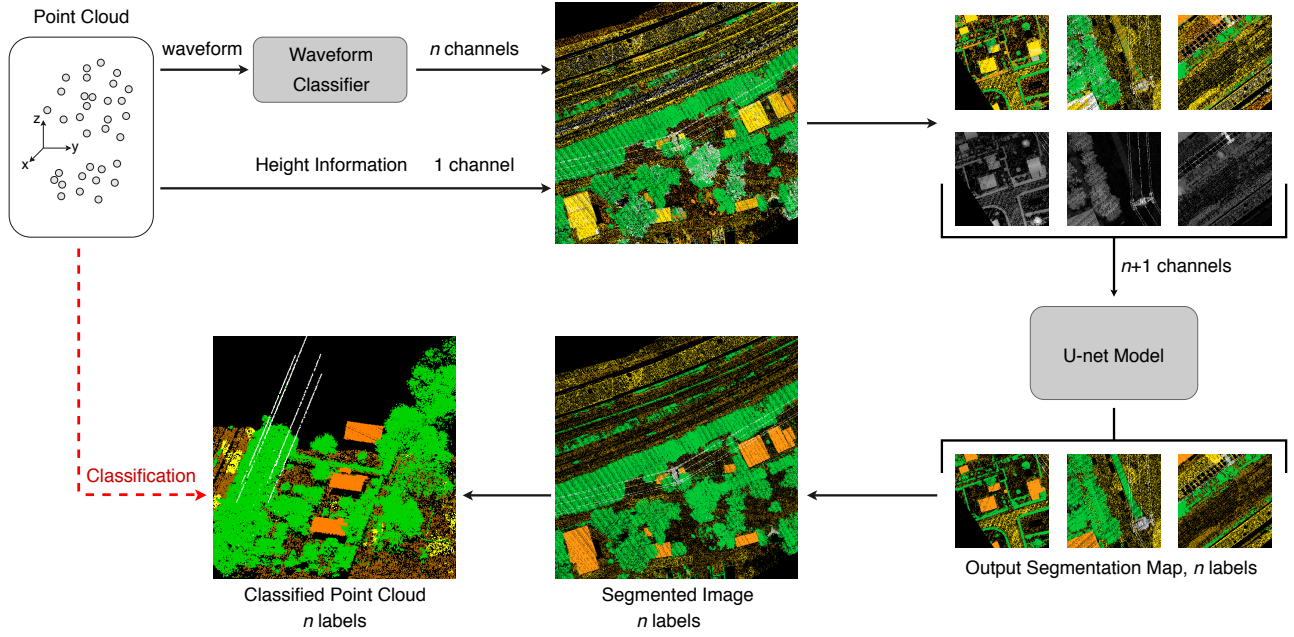 Point Cloud
waveform
Waveform
Classifier
n channels
z
y
x
Height Information
1 channel
n+1 channels
U-net Model
Classification
Classified Point Cloud
n labels
Segmented Image
n labels
Output Segmentation Map, n labels